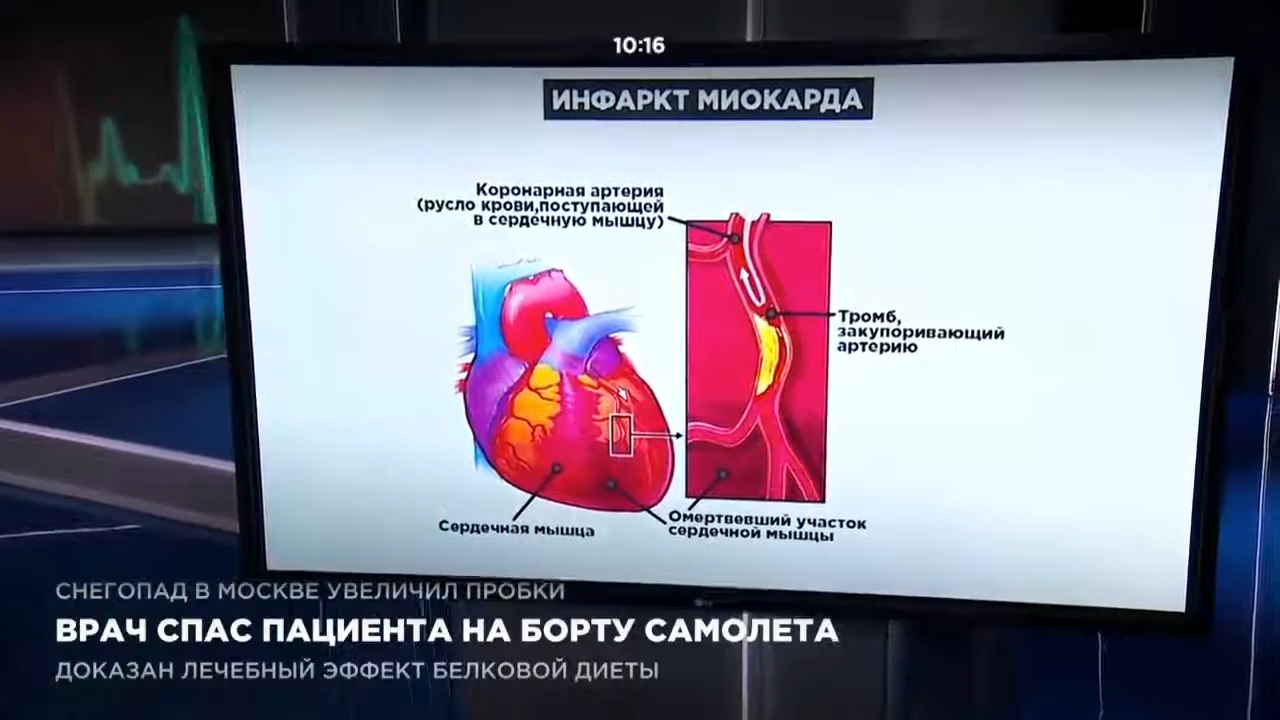 10:16
ИНФАРКТ МИОКАРДА
Коронарная артерия
(русло крови,поступающей
в сердечную мышцу)
Тромб,
закупоривающий
артерию
Сердечная мышца
Омертвевший участок
сердечной мышцы
СНЕГОПАД В МОСКВЕ УВЕЛИЧИЛ ПРОБКИ
ВРАЧ СПАС ПАЦИЕНТА НА БОРТУ САМОЛЕТА
ДОКАЗАН ЛЕЧЕБНЫЙ ЭФФЕКТ БЕЛКОВОЙ ДИЕТЫ